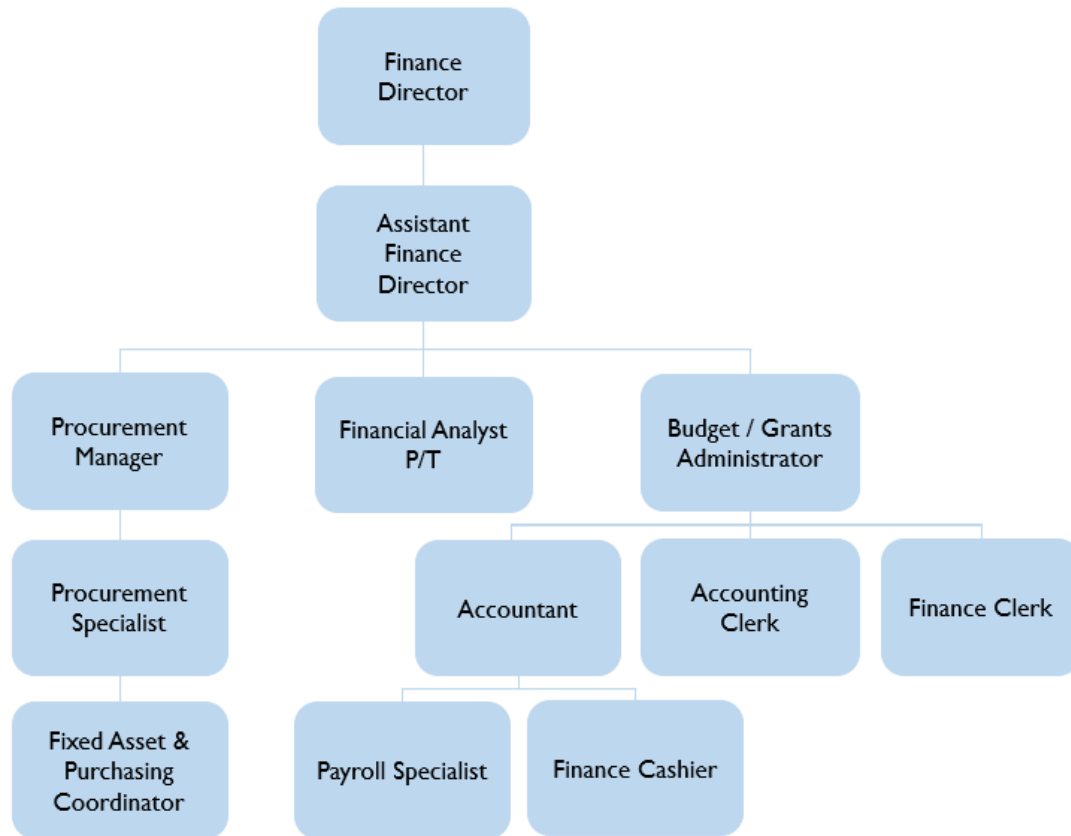 Finance
Director
Assistant
Finance
Director
Procurement
Manager
Financial Analyst
P/T
Budget / Grants
Administrator
Procurement
Specialist
Accountant
Accounting
Clerk
Finance Clerk
Fixed Asset &
Purchasing
Coordinator
Payroll Specialist
Finance Cashier